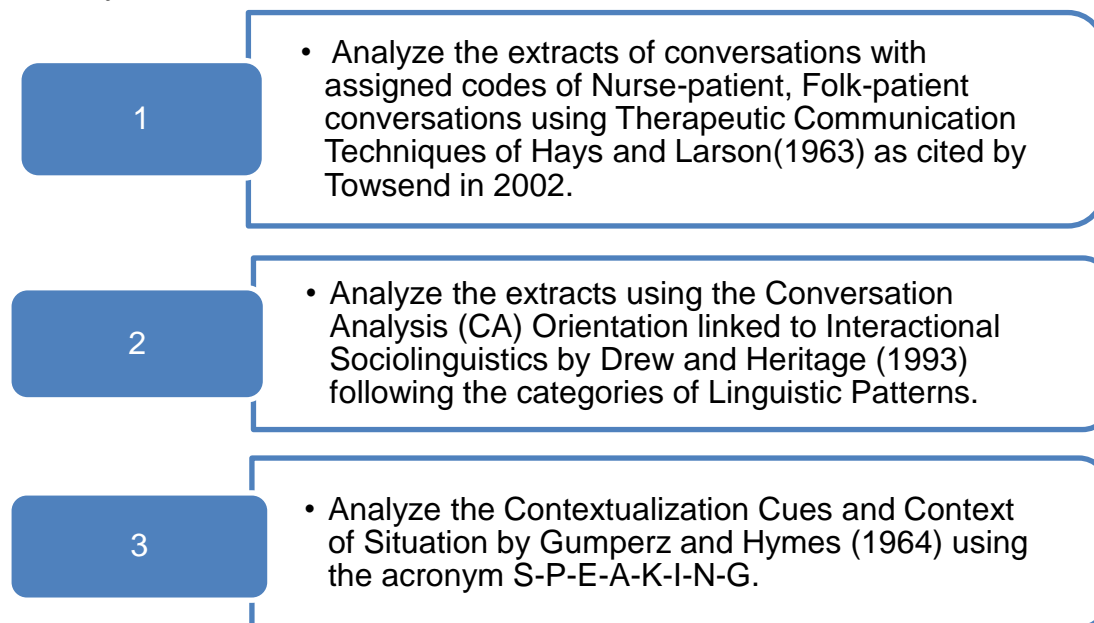 1
• Analyze the extracts of conversations with
assigned codes of Nurse-patient, Folk-patient
conversations using Therapeutic Communication
Techniques of Hays and Larson(1963) as cited by
Towsend in 2002.
2
• Analyze the extracts using the Conversation
Analysis (CA) Orientation linked to Interactional
Sociolinguistics by Drew and Heritage (1993)
following the categories of Linguistic Patterns.
3
• Analyze the Contextualization Cues and Context
of Situation by Gumperz and Hymes (1964) using
the acronym S-P-E-A-K-I-N-G.